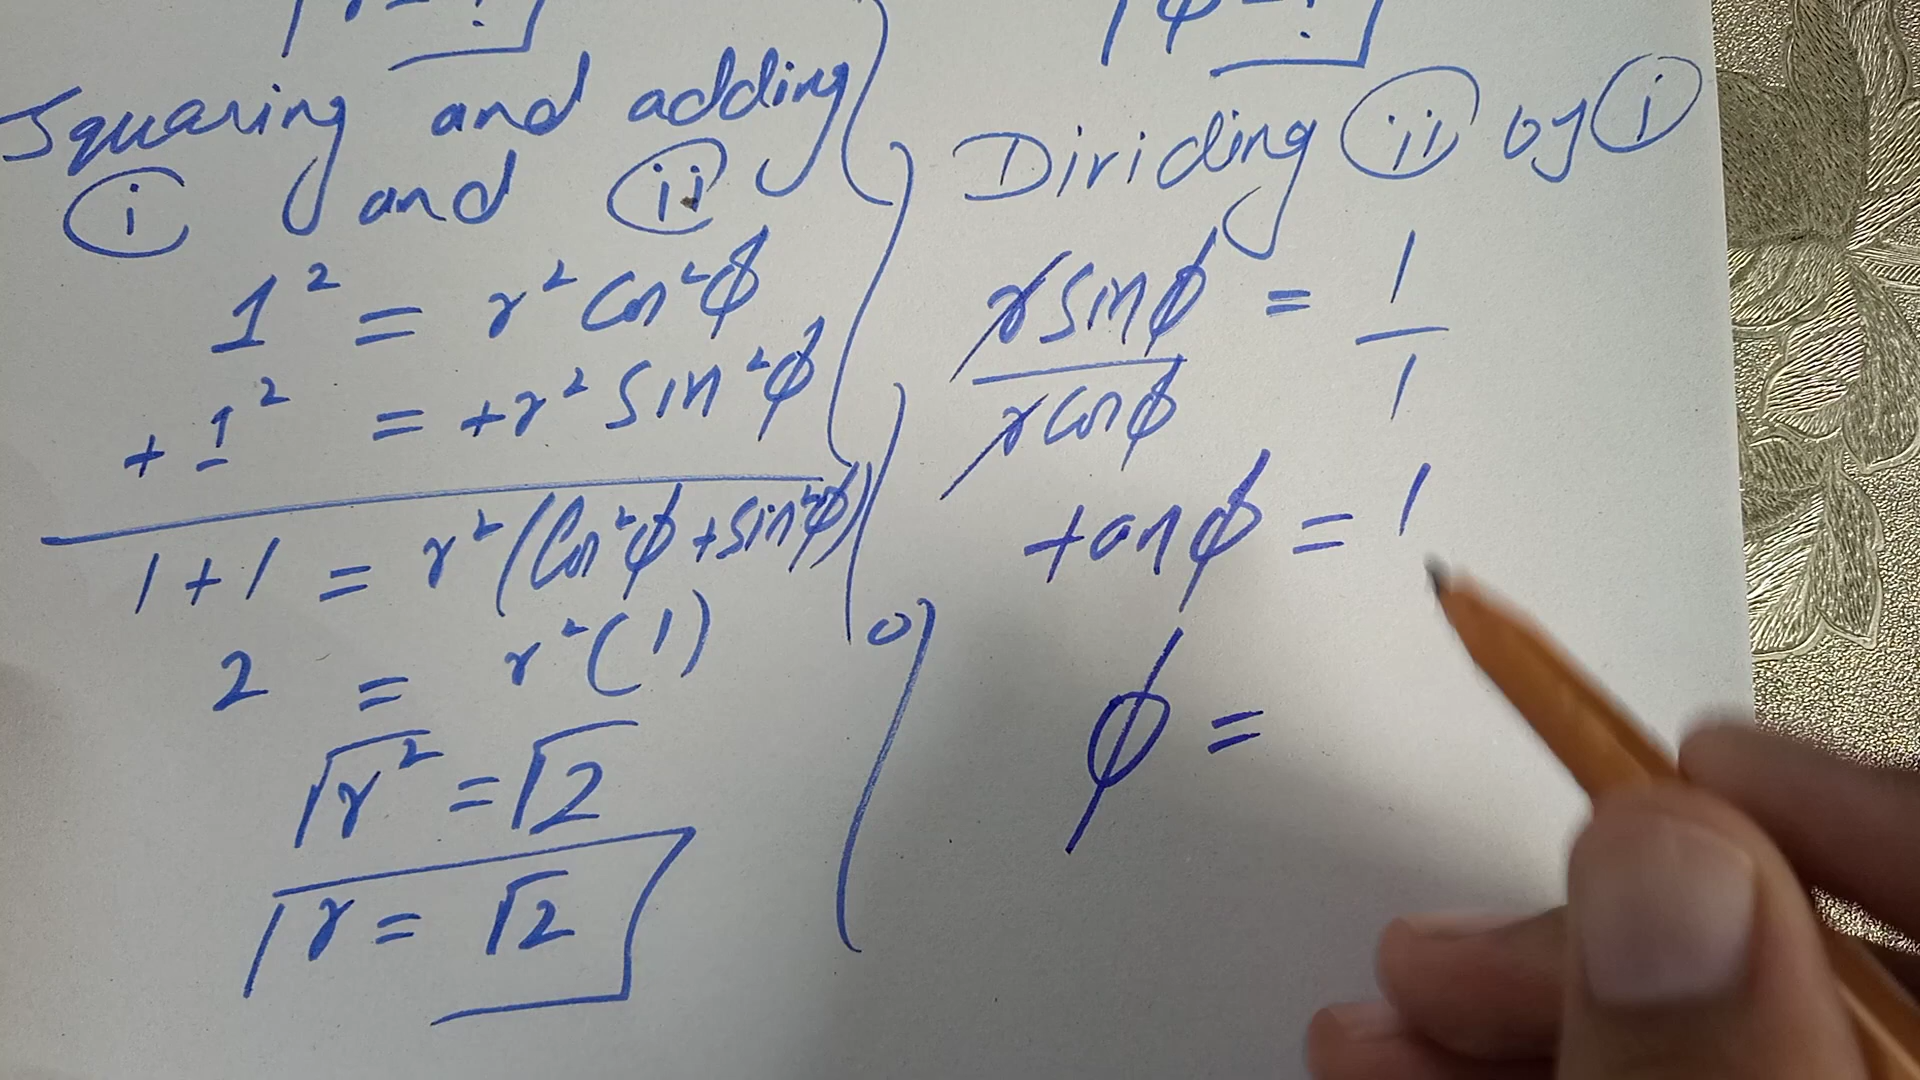 r = ?
Squaring and adding
i and ii
1² = r² Cos²ϕ
+ 1² = +r² Sin²ϕ
1 + 1 = r² (Cos²ϕ + Sin²ϕ)
2 = r² (1)
√r² = √2
r = √2
ϕ = ?
Dividing ii by i
r Sinϕ / r Cosϕ = 1 / 1
tanϕ = 1
ϕ =